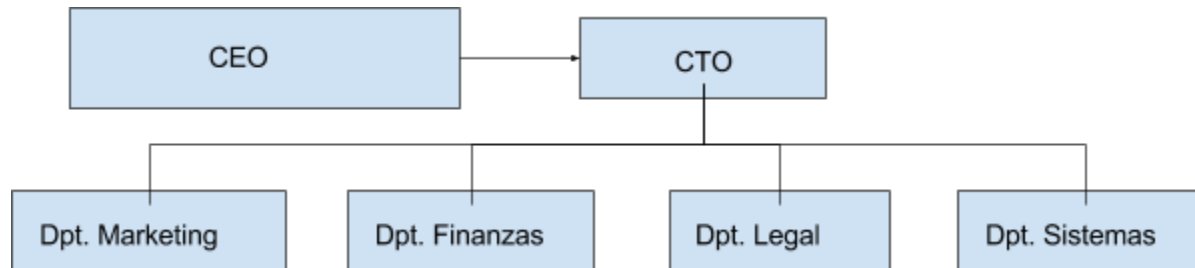 CEO
CTO
Dpt. Marketing
Dpt. Finanzas
Dpt. Legal
Dpt. Sistemas